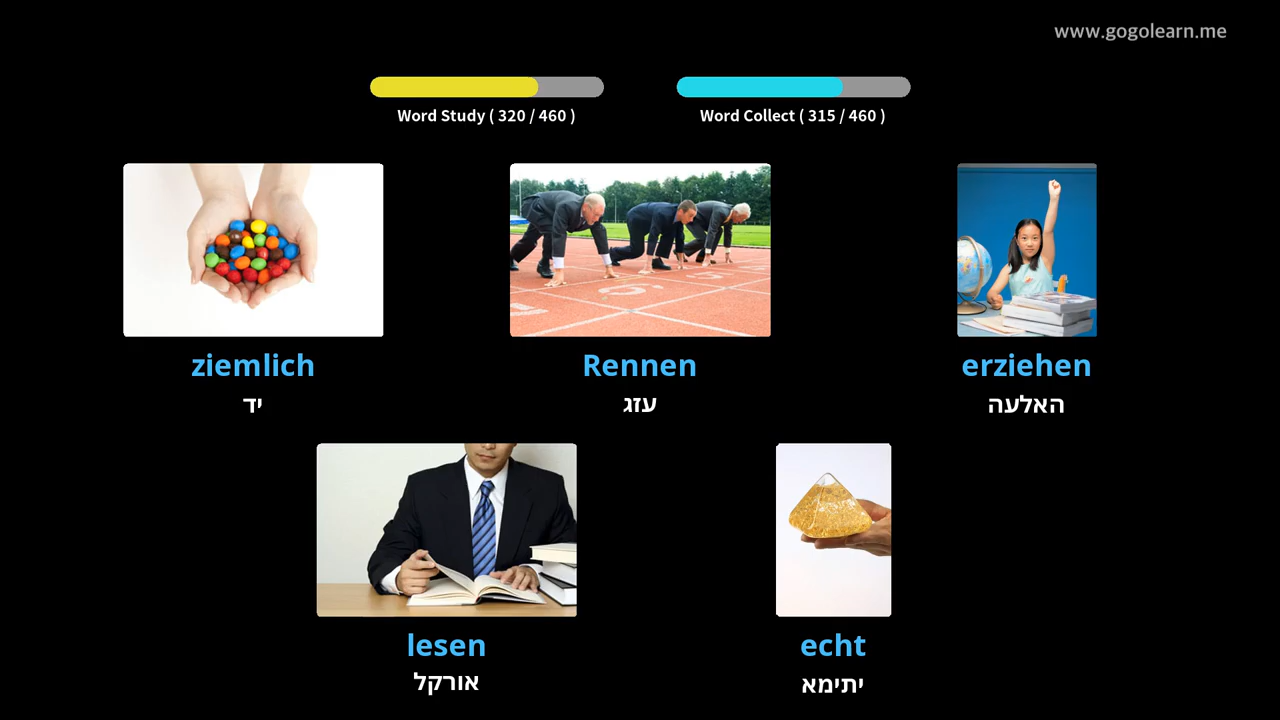 www.gogolearn.me
Word Study ( 320 / 460 )
Word Collect ( 315 / 460 )
ziemlich
יד
Rennen
עזג
erziehen
האלעה
lesen
אורקל
echt
יתימא